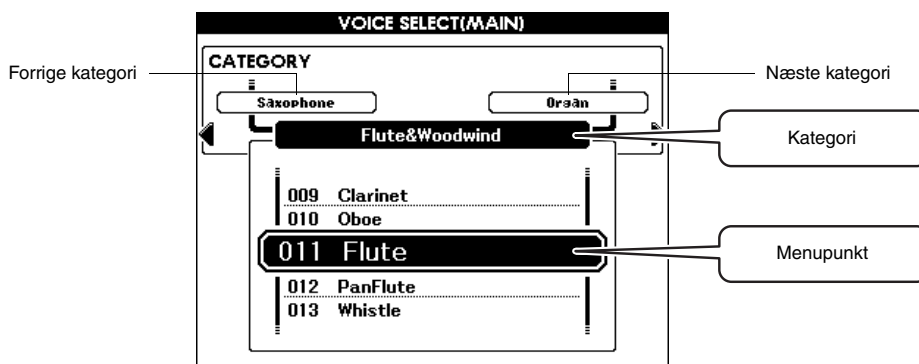 VOICE SELECT(MAIN)
CATEGORY
Forrige kategori
Næste kategori
Saxophone
Organ
Flute&Woodwind
Kategori
009 Clarinet
010 Oboe
011 Flute
Menupunkt
012 PanFlute
013 Whistle